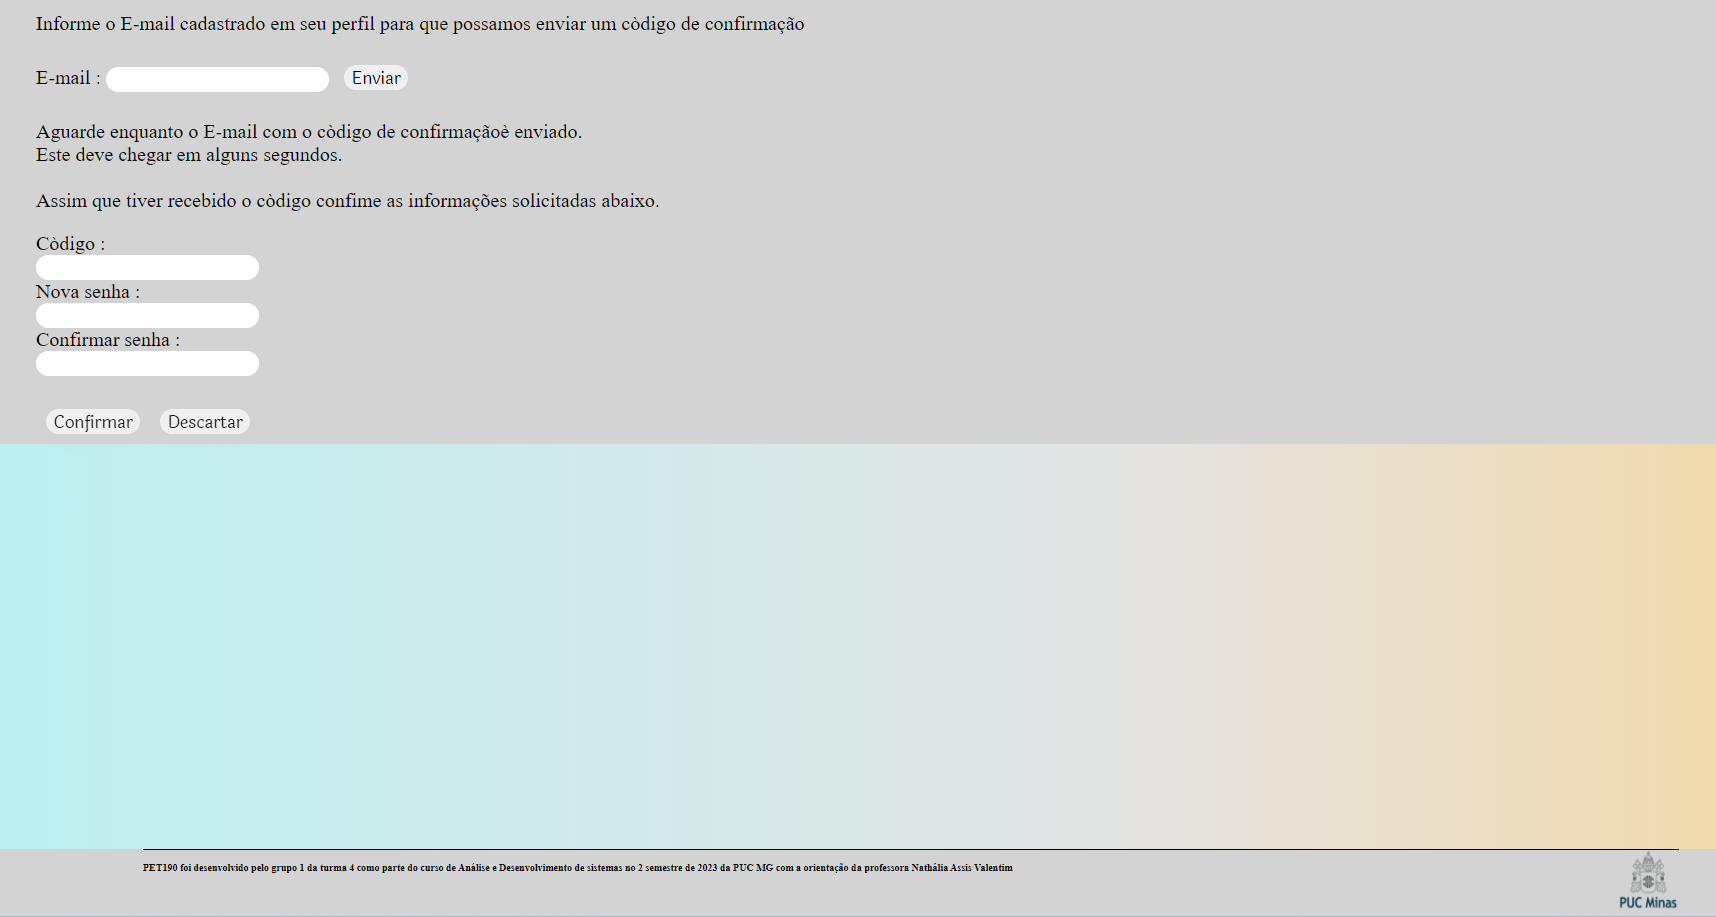 Informe o E-mail cadastrado em seu perfil para que possamos enviar um còdigo de confirmação
E-mail : Enviar
Aguarde enquanto o E-mail com o còdigo de confirmaçãoè enviado.
Este deve chegar em alguns segundos.
Assim que tiver recebido o còdigo confime as informações solicitadas abaixo.
Còdigo :
Nova senha :
Confirmar senha :
Confirmar Descartar
PET190 foi desenvolvido pelo grupo 1 da turma 4 como parte do curso de Análise e Desenvolvimento de sistemas no 2 semestre de 2023 da PUC MG com a orientação da professora Nathália Assis Valentim
PUC Minas